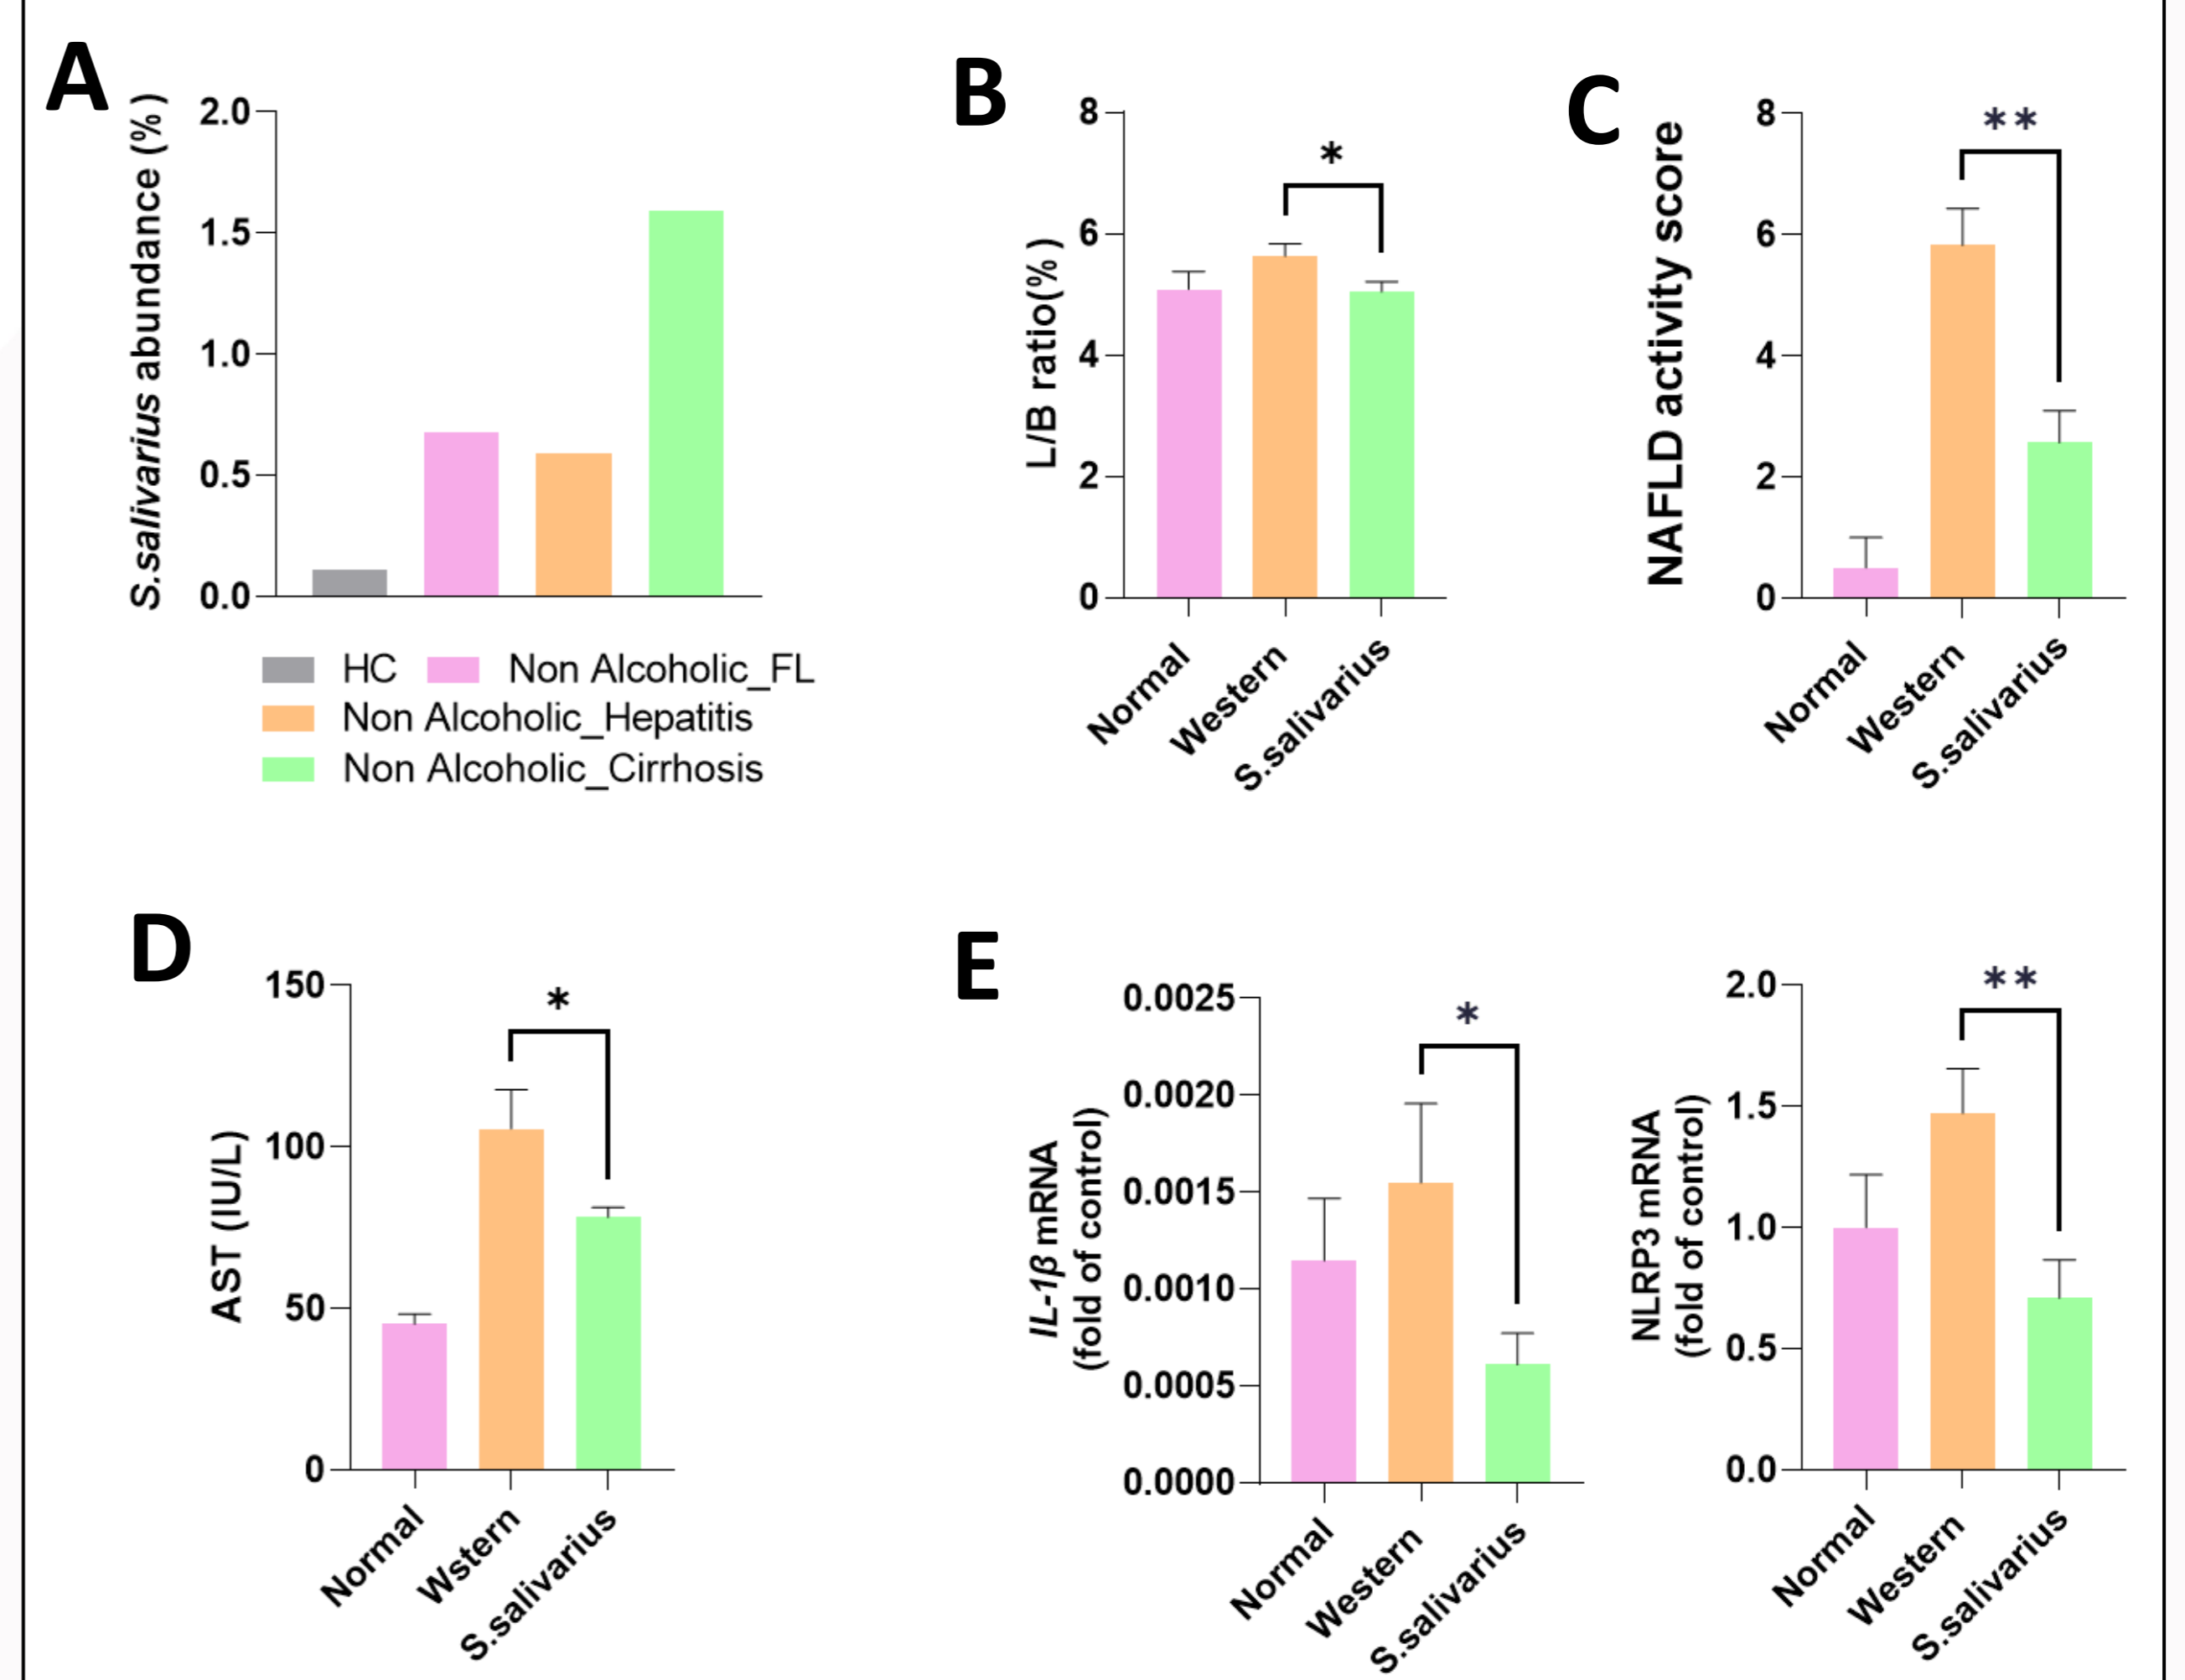 A
S.salivarius abundance (%)
2.0
1.5
1.0
0.5
0.0
HC
Non Alcoholic_FL
Non Alcoholic_Hepatitis
Non Alcoholic_Cirrhosis
B
L/B ratio(%)
8
6
4
2
0
*
Normal
Western
S.salivarius
C
NAFLD activity score
8
6
4
2
0
**
Normal
Western
S.salivarius
D
AST (IU/L)
150
100
50
0
*
Normal
Wstern
S.salivarius
E
IL-1β mRNA
(fold of control)
0.0025
0.0020
0.0015
0.0010
0.0005
0.0000
*
Normal
Western
S.salivarius
NLRP3 mRNA
(fold of control)
2.0
1.5
1.0
0.5
0.0
**
Normal
Western
S.salivarius